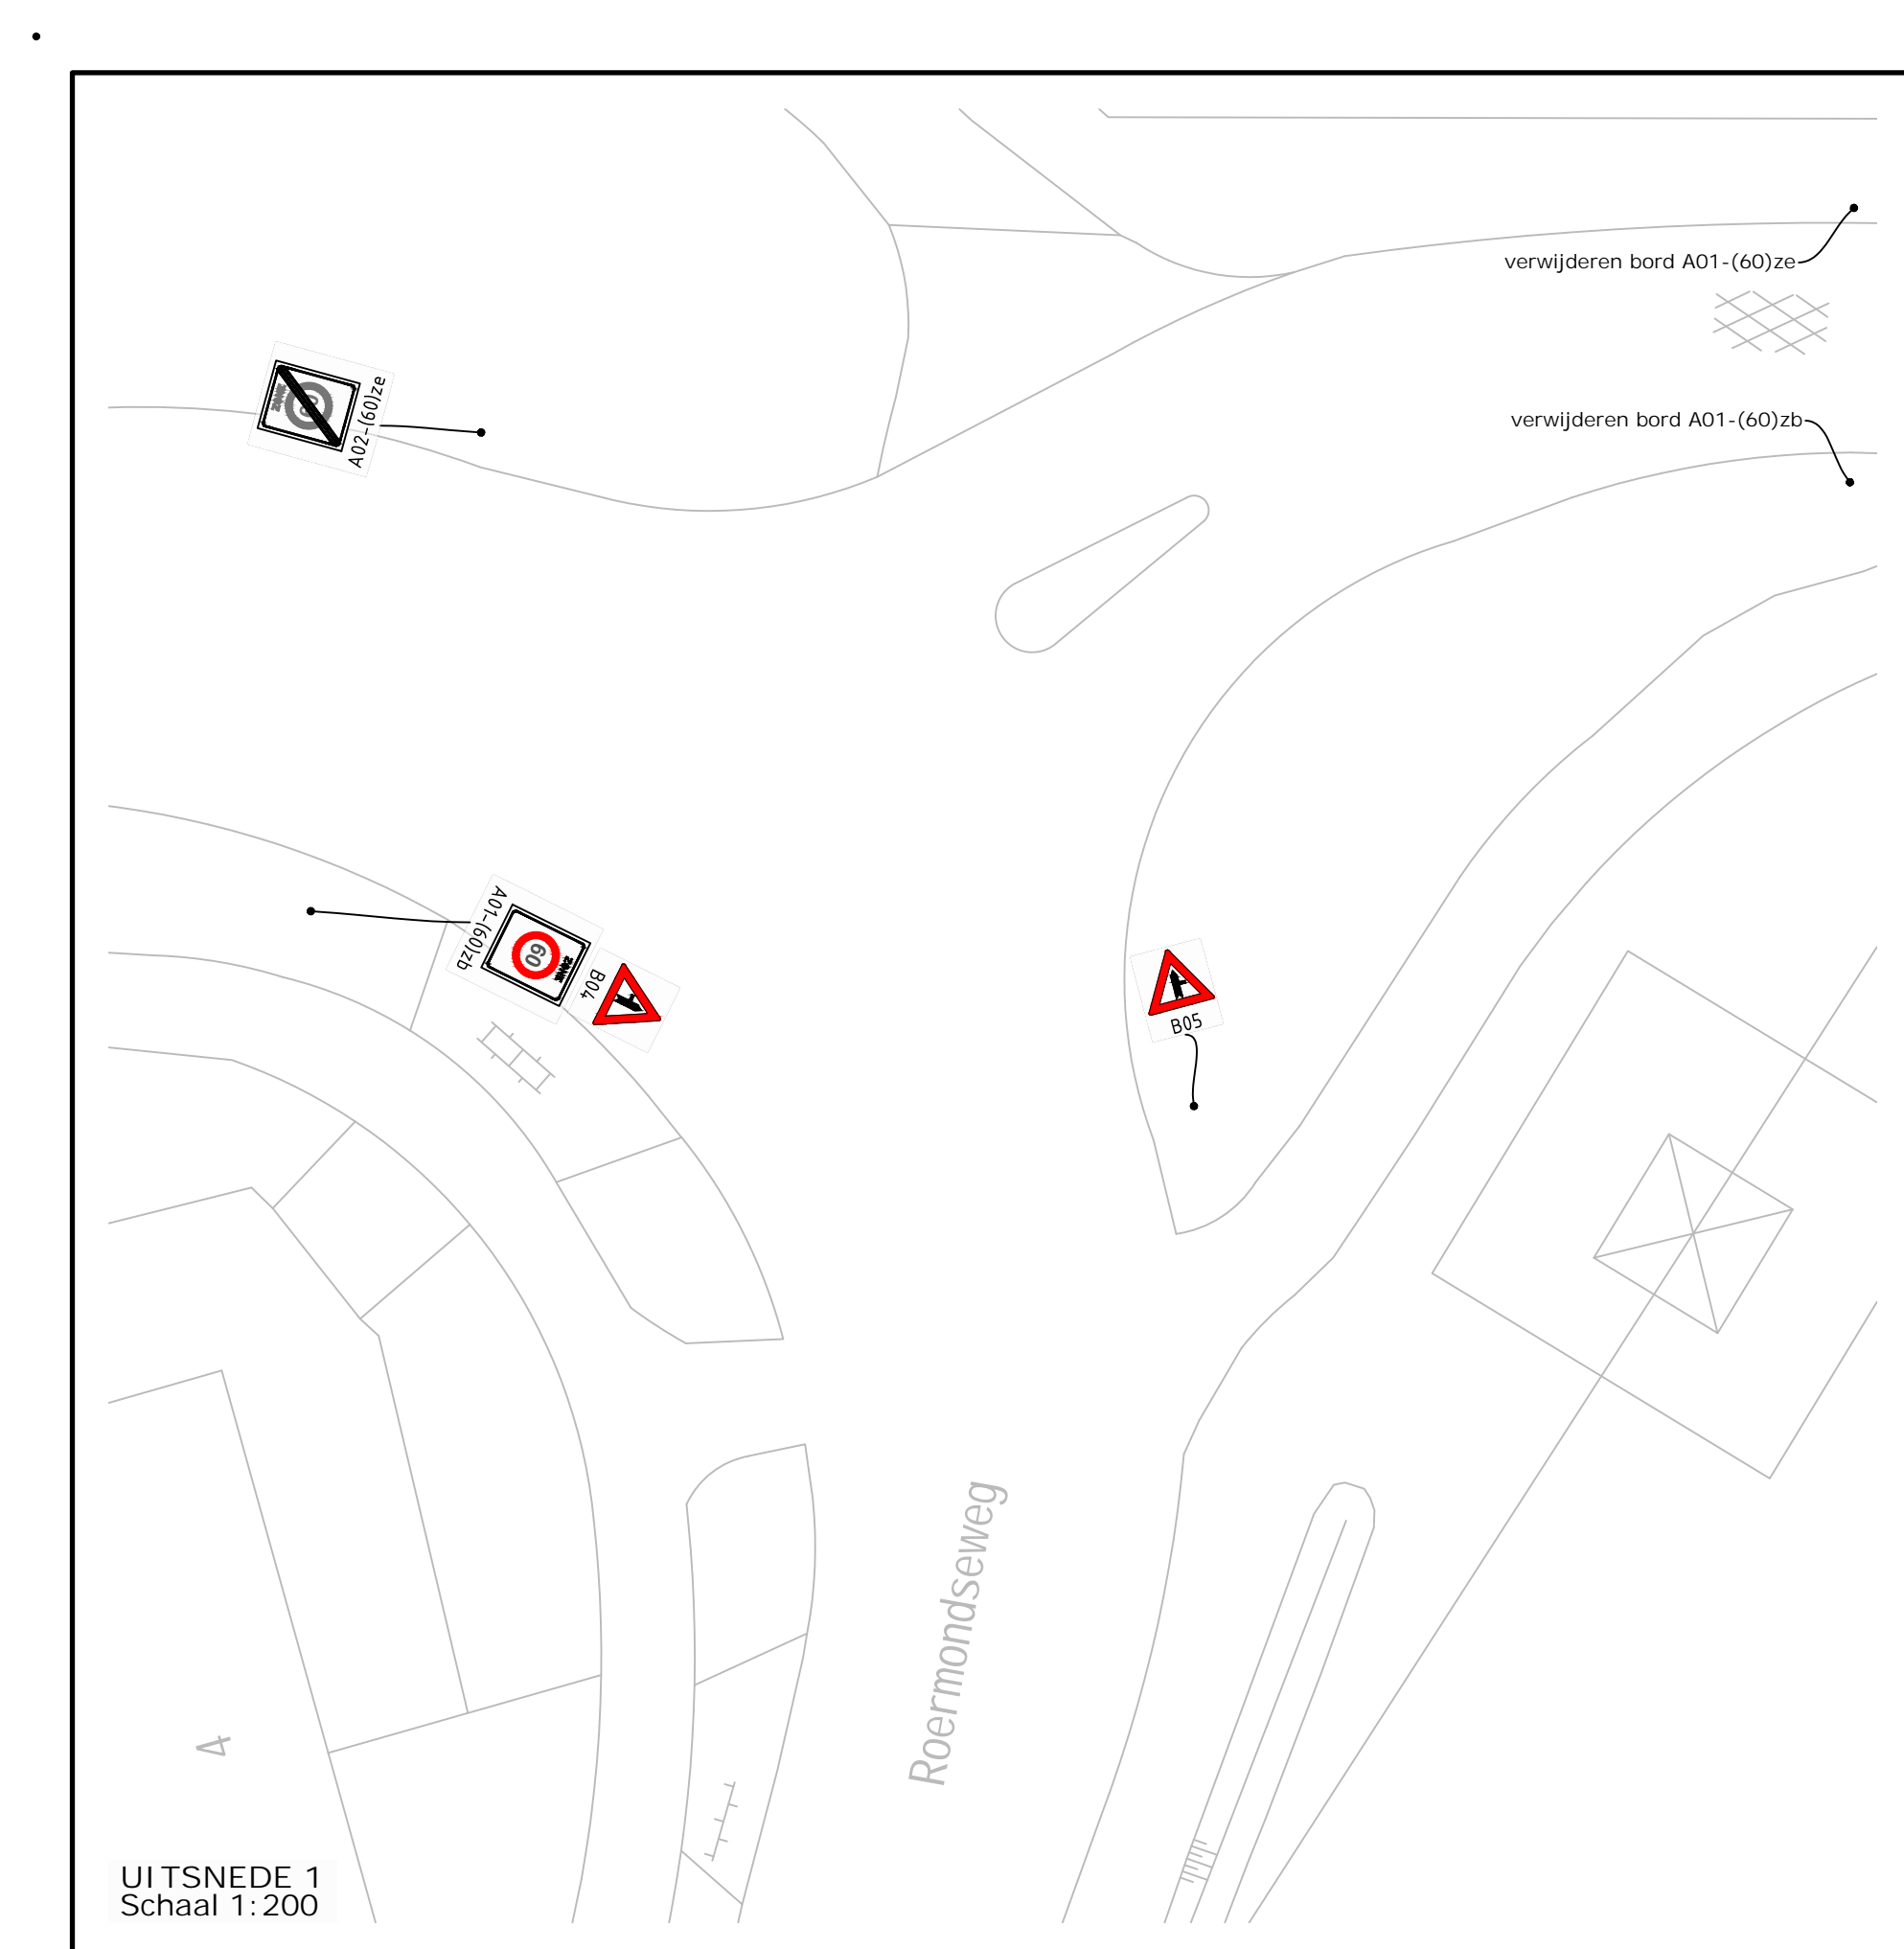 verwijderen bord A01-(60)ze
A02-(60)ze
verwijderen bord A01-(60)zb
A01-(60)zb
60
ZONE
B04
B05
Roermondseweg
4
UITSNEDE 1
Schaal 1:200